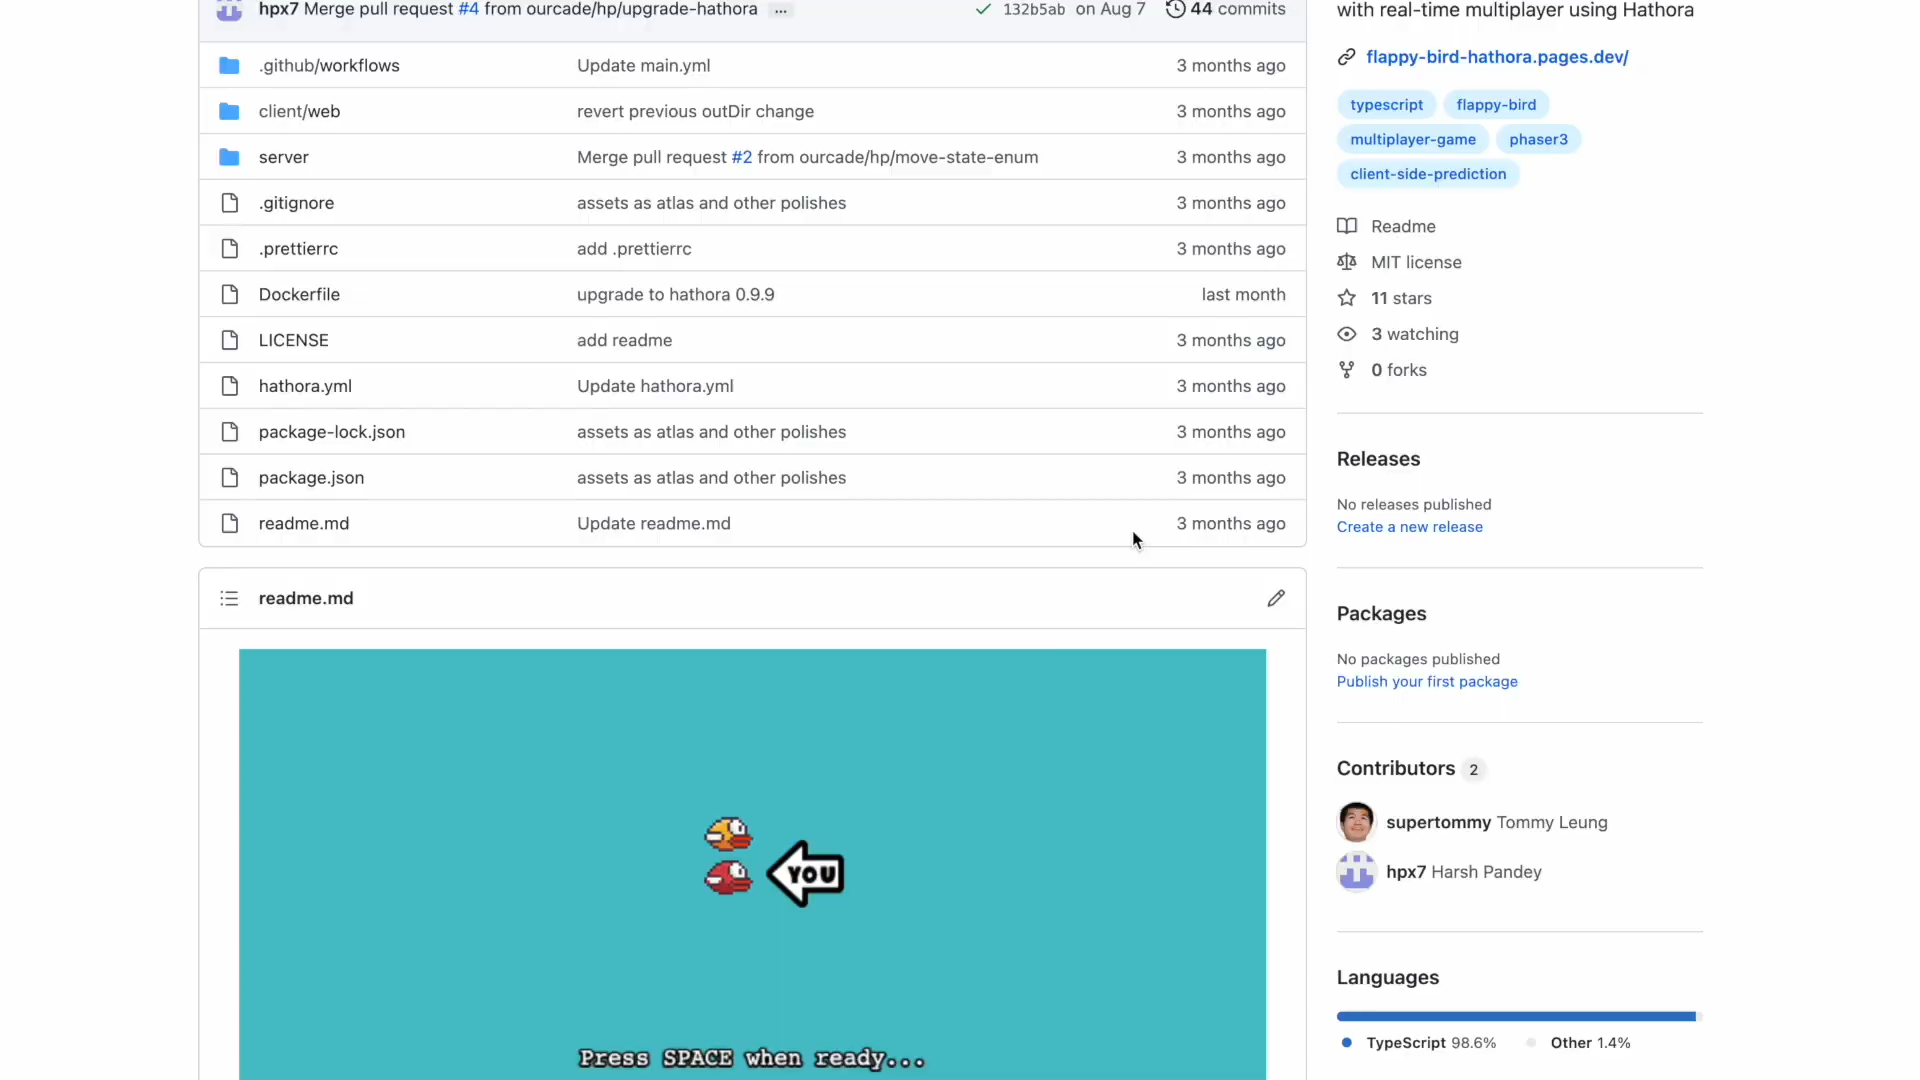 hpx7 Merge pull request #4 from ourcade/hp/upgrade-hathora ... 132b5ab on Aug 7 44 commits
.github/workflows Update main.yml 3 months ago
client/web revert previous outDir change 3 months ago
server Merge pull request #2 from ourcade/hp/move-state-enum 3 months ago
.gitignore assets as atlas and other polishes 3 months ago
.prettierrc add .prettierrc 3 months ago
Dockerfile upgrade to hathora 0.9.9 last month
LICENSE add readme 3 months ago
hathora.yml Update hathora.yml 3 months ago
package-lock.json assets as atlas and other polishes 3 months ago
package.json assets as atlas and other polishes 3 months ago
readme.md Update readme.md 3 months ago
readme.md
YOU
Press SPACE when ready...
with real-time multiplayer using Hathora
flappy-bird-hathora.pages.dev/
typescript flappy-bird
multiplayer-game phaser3
client-side-prediction
Readme
MIT license
11 stars
3 watching
0 forks
Releases
No releases published
Create a new release
Packages
No packages published
Publish your first package
Contributors 2
supertommy Tommy Leung
hpx7 Harsh Pandey
Languages
TypeScript 98.6% Other 1.4%